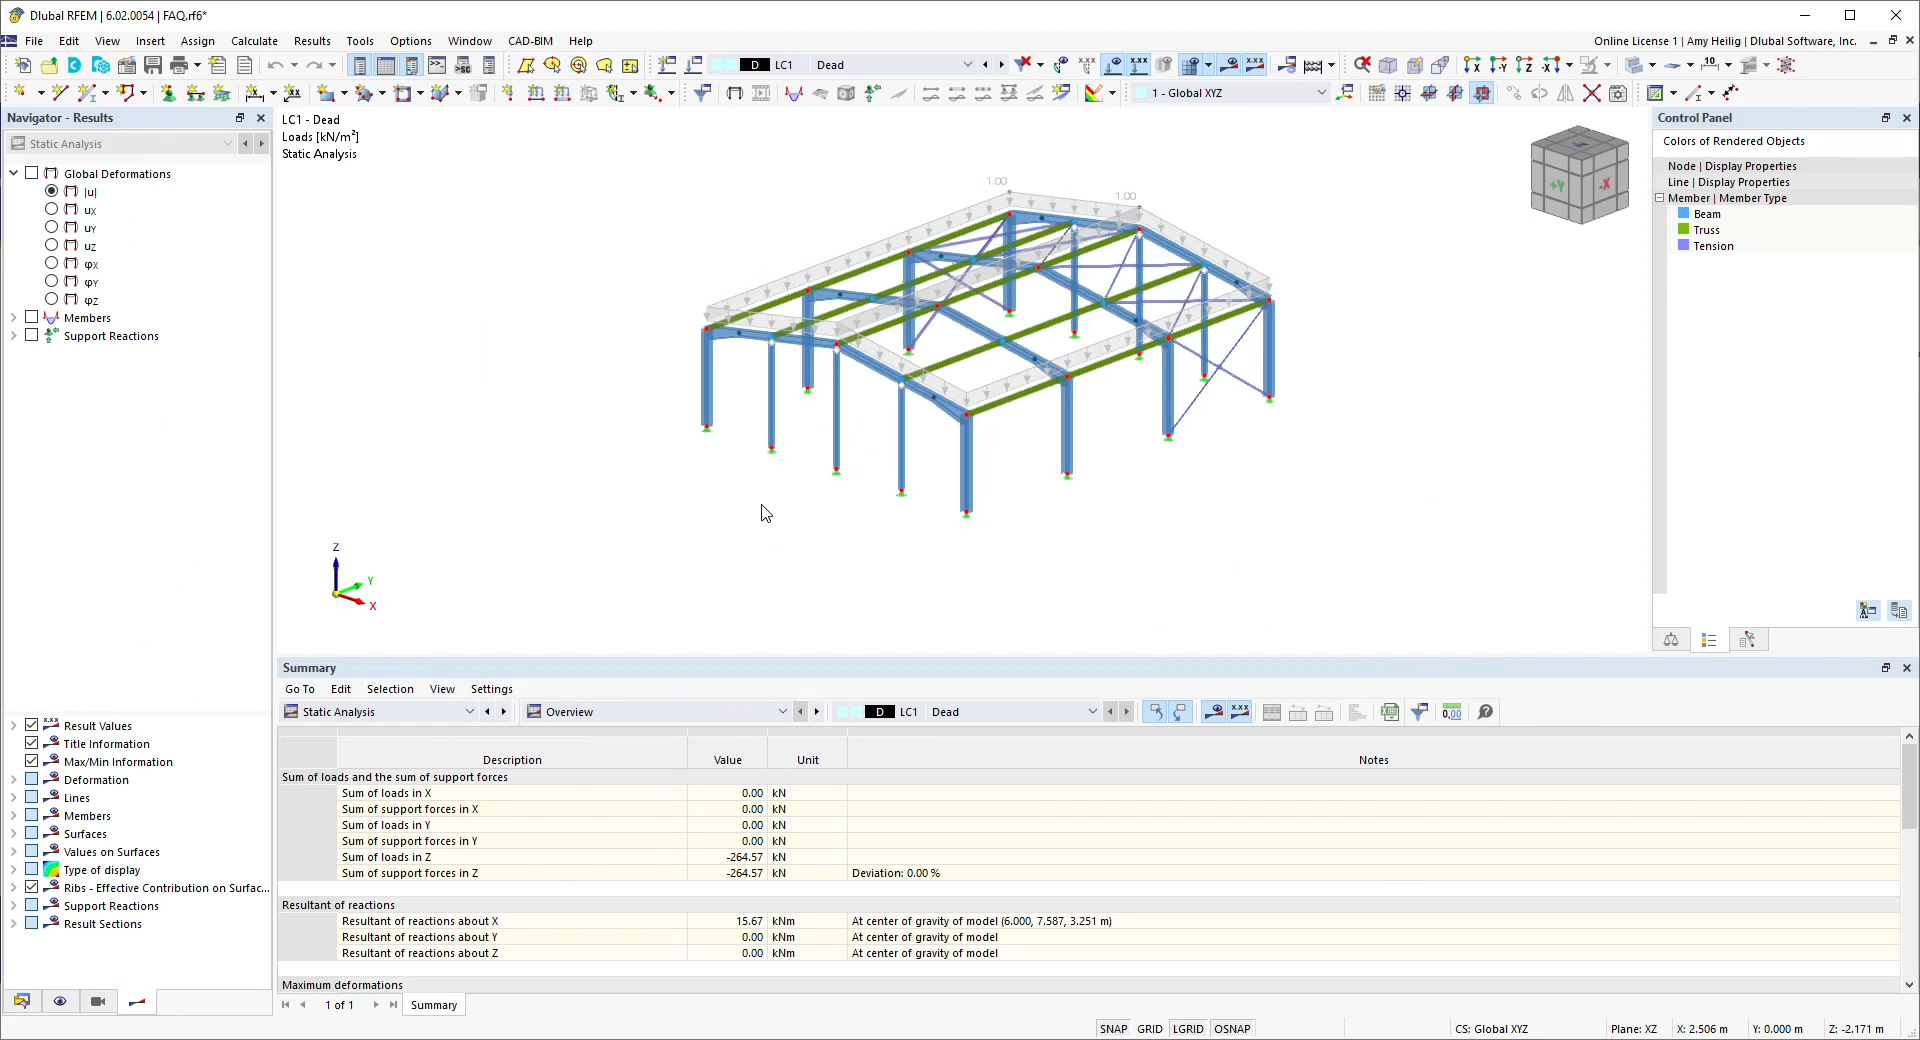 Dlubal RFEM | 6.02.0054 | FAQ.rf6*
File Edit View Insert Assign Calculate Results Tools Options Window CAD-BIM Help
Online License 1 | Amy Heilig | Dlubal Software, Inc.
D LC1 Dead
1 - Global XYZ
Navigator - Results
Static Analysis
Global Deformations
|u|
uX
uY
uZ
φX
φY
φZ
Members
Support Reactions
Result Values
Title Information
Max/Min Information
Deformation
Lines
Members
Surfaces
Values on Surfaces
Type of display
Ribs - Effective Contribution on Surfac...
Support Reactions
Result Sections
LC1 - Dead
Loads [kN/m²]
Static Analysis
1.00
1.00
+Y
-X
Z
Y
X
Control Panel
Colors of Rendered Objects
Node | Display Properties
Line | Display Properties
Member | Member Type
Beam
Truss
Tension
Summary
Go To Edit Selection View Settings
Static Analysis Overview D LC1 Dead
Description Value Unit Notes
Sum of loads and the sum of support forces
Sum of loads in X 0.00 kN
Sum of support forces in X 0.00 kN
Sum of loads in Y 0.00 kN
Sum of support forces in Y 0.00 kN
Sum of loads in Z -264.57 kN
Sum of support forces in Z -264.57 kN Deviation: 0.00 %
Resultant of reactions
Resultant of reactions about X 15.67 kNm At center of gravity of model (6.000, 7.587, 3.251 m)
Resultant of reactions about Y 0.00 kNm At center of gravity of model
Resultant of reactions about Z 0.00 kNm At center of gravity of model
Maximum deformations
1 of 1 Summary
SNAP GRID LGRID OSNAP CS: Global XYZ Plane: XZ X: 2.506 m Y: 0.000 m Z: -2.171 m